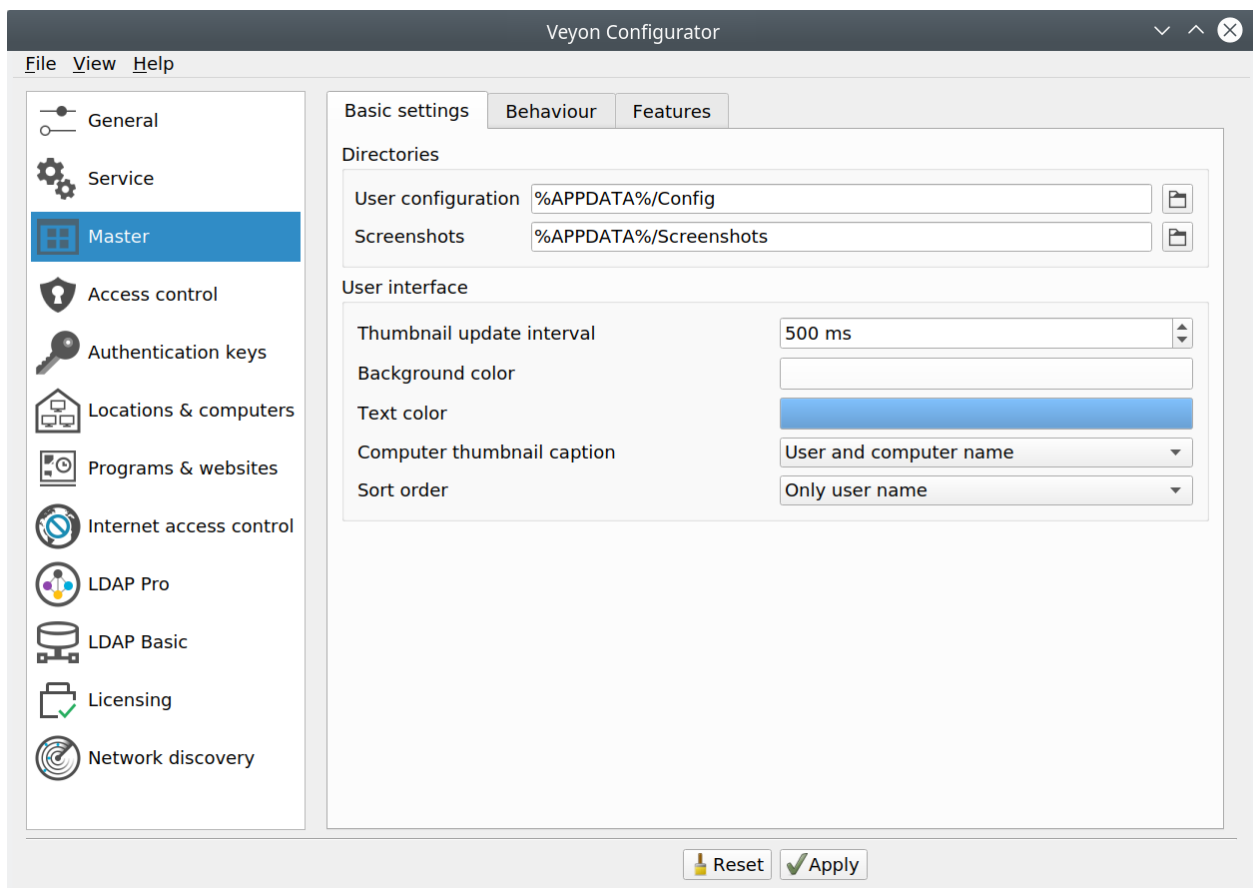 Veyon Configurator
File View Help
General
Service
Master
Access control
Authentication keys
Locations & computers
Programs & websites
Internet access control
LDAP Pro
LDAP Basic
Licensing
Network discovery
Basic settings Behaviour Features
Directories
User configuration %APPDATA%/Config
Screenshots %APPDATA%/Screenshots
User interface
Thumbnail update interval 500 ms
Background color
Text color
Computer thumbnail caption User and computer name
Sort order Only user name
Reset Apply